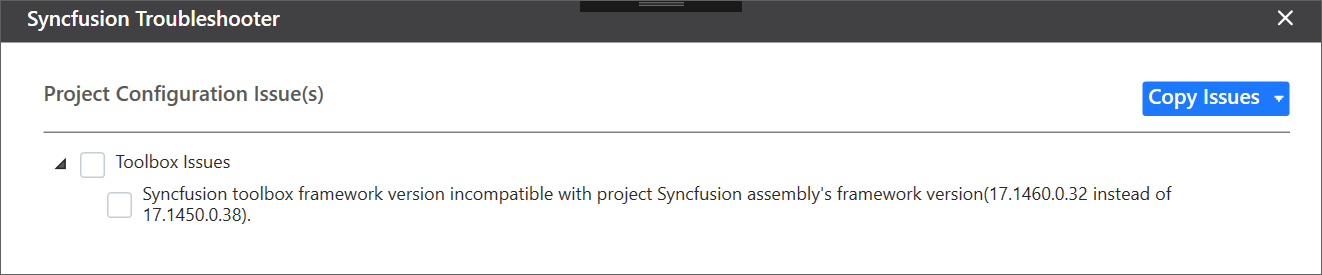 Syncfusion Troubleshooter
Project Configuration Issue(s)
Copy Issues
Toolbox Issues
Syncfusion toolbox framework version incompatible with project Syncfusion assembly's framework version(17.1460.0.32 instead of
17.1450.0.38).